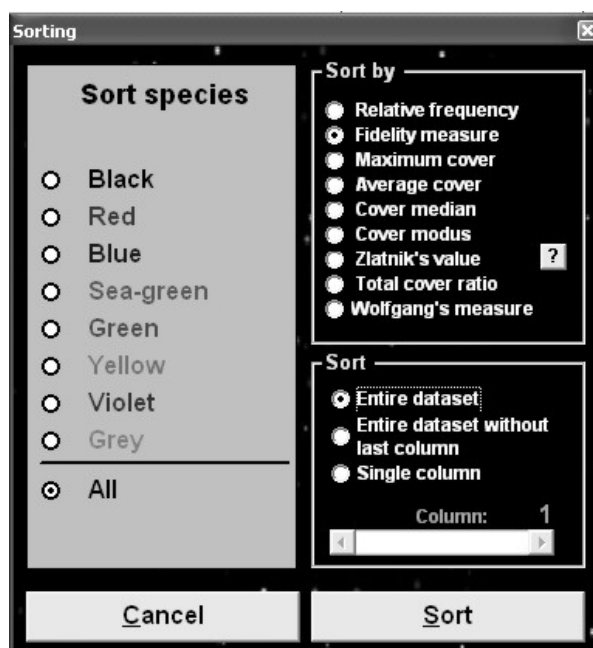 Sorting
Sort species
Black
Red
Blue
Sea-green
Green
Yellow
Violet
Grey
All
Sort by
Relative frequency
Fidelity measure
Maximum cover
Average cover
Cover median
Cover modus
Zlatnik's value
?
Total cover ratio
Wolfgang's measure
Sort
Entire dataset
Entire dataset without
last column
Single column
Column: 1
Cancel
Sort